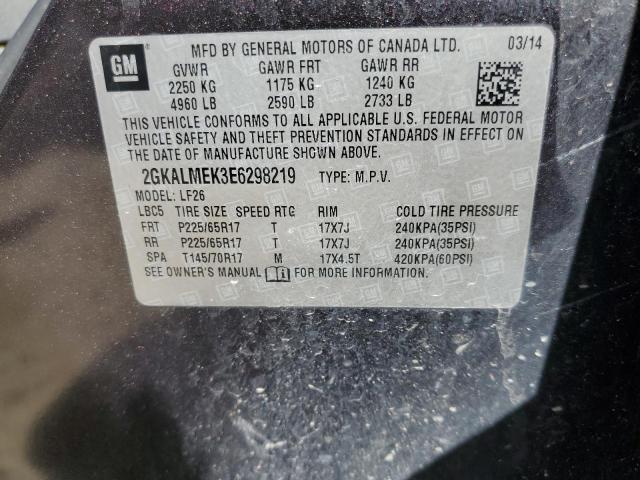 GM ® MFD BY GENERAL MOTORS OF CANADA LTD. 03/14
GVWR GAWR FRT GAWR RR
2250 KG 1175 KG 1240 KG
4960 LB 2590 LB 2733 LB
THIS VEHICLE CONFORMS TO ALL APPLICABLE U.S. FEDERAL MOTOR
VEHICLE SAFETY AND THEFT PREVENTION STANDARDS IN EFFECT ON
THE DATE OF MANUFACTURE SHOWN ABOVE.
2GKALMEK3E6298219 TYPE: M.P.V.
MODEL: LF26
LBC5 TIRE SIZE SPEED RTG RIM COLD TIRE PRESSURE
FRT P225/65R17 T 17X7J 240KPA(35PSI)
RR P225/65R17 T 17X7J 240KPA(35PSI)
SPA T145/70R17 M 17X4.5T 420KPA(60PSI)
SEE OWNER'S MANUAL FOR MORE INFORMATION.